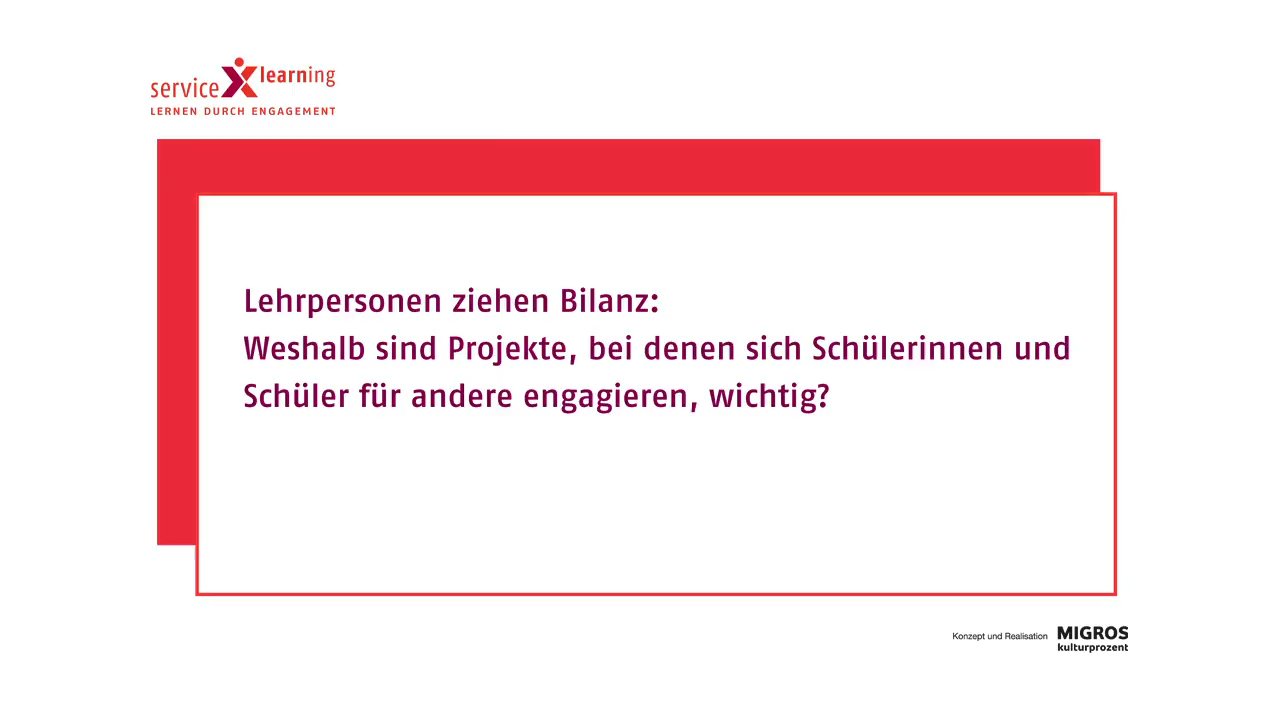 service learning
LERNEN DURCH ENGAGEMENT
Lehrpersonen ziehen Bilanz:
Weshalb sind Projekte, bei denen sich Schülerinnen und
Schüler für andere engagieren, wichtig?
Konzept und Realisation MIGROS
kulturprozent